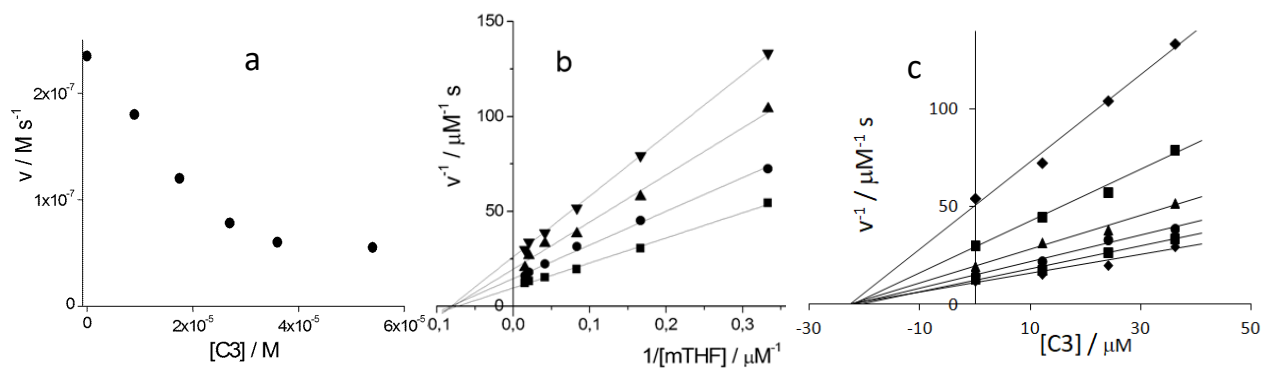 a
2x10⁻⁷
1x10⁻⁷
0
v / M s⁻¹
0
2x10⁻⁵
4x10⁻⁵
6x10⁻⁵
[C3] / M
b
150
100
50
0
v⁻¹ / μM⁻¹ s
0,1
0,0
0,1
0,2
0,3
1/[mTHF] / μM⁻¹
c
100
50
0
v⁻¹ / μM⁻¹ s
-30
-10
10
30
50
[C3] / μM